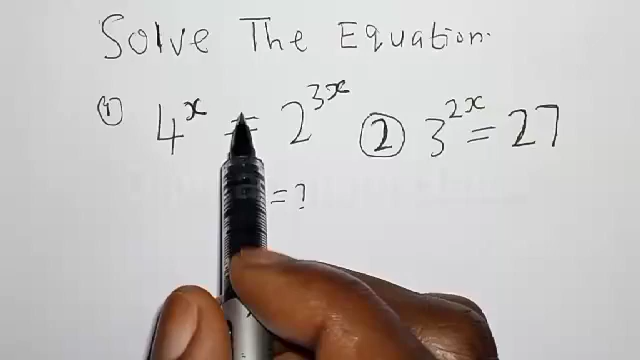 Solve The Equation.
① 4^x = 2^{3x} ② 3^{2x} = 27
= ?